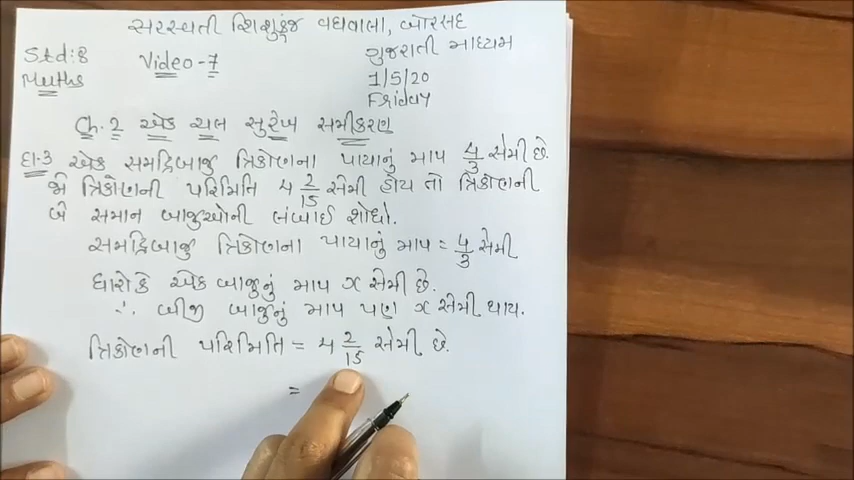 સરસ્વતી શિશુકુંજ વઘવાલા, બોરસદ
Std:8 Video-7 ગુજરાતી માધ્યમ
Maths 1/5/20
Friday
Ch.2 એક ચલ સુરેખ સમીકરણ
દા.૩ એક સમદ્વિબાજુ ત્રિકોણના પાયાનું માપ 4/3 સેમી છે.
જો ત્રિકોણની પરિમિતિ 4 2/15 સેમી હોય તો ત્રિકોણની
બે સમાન બાજુઓની લંબાઈ શોધો.
સમદ્વિબાજુ ત્રિકોણના પાયાનું માપ = 4/3 સેમી
ધારોકે એક બાજુનું માપ x સેમી છે.
∴ બીજી બાજુનું માપ પણ x સેમી થાય.
ત્રિકોણની પરિમિતિ = 4 2/15 સેમી છે.
=